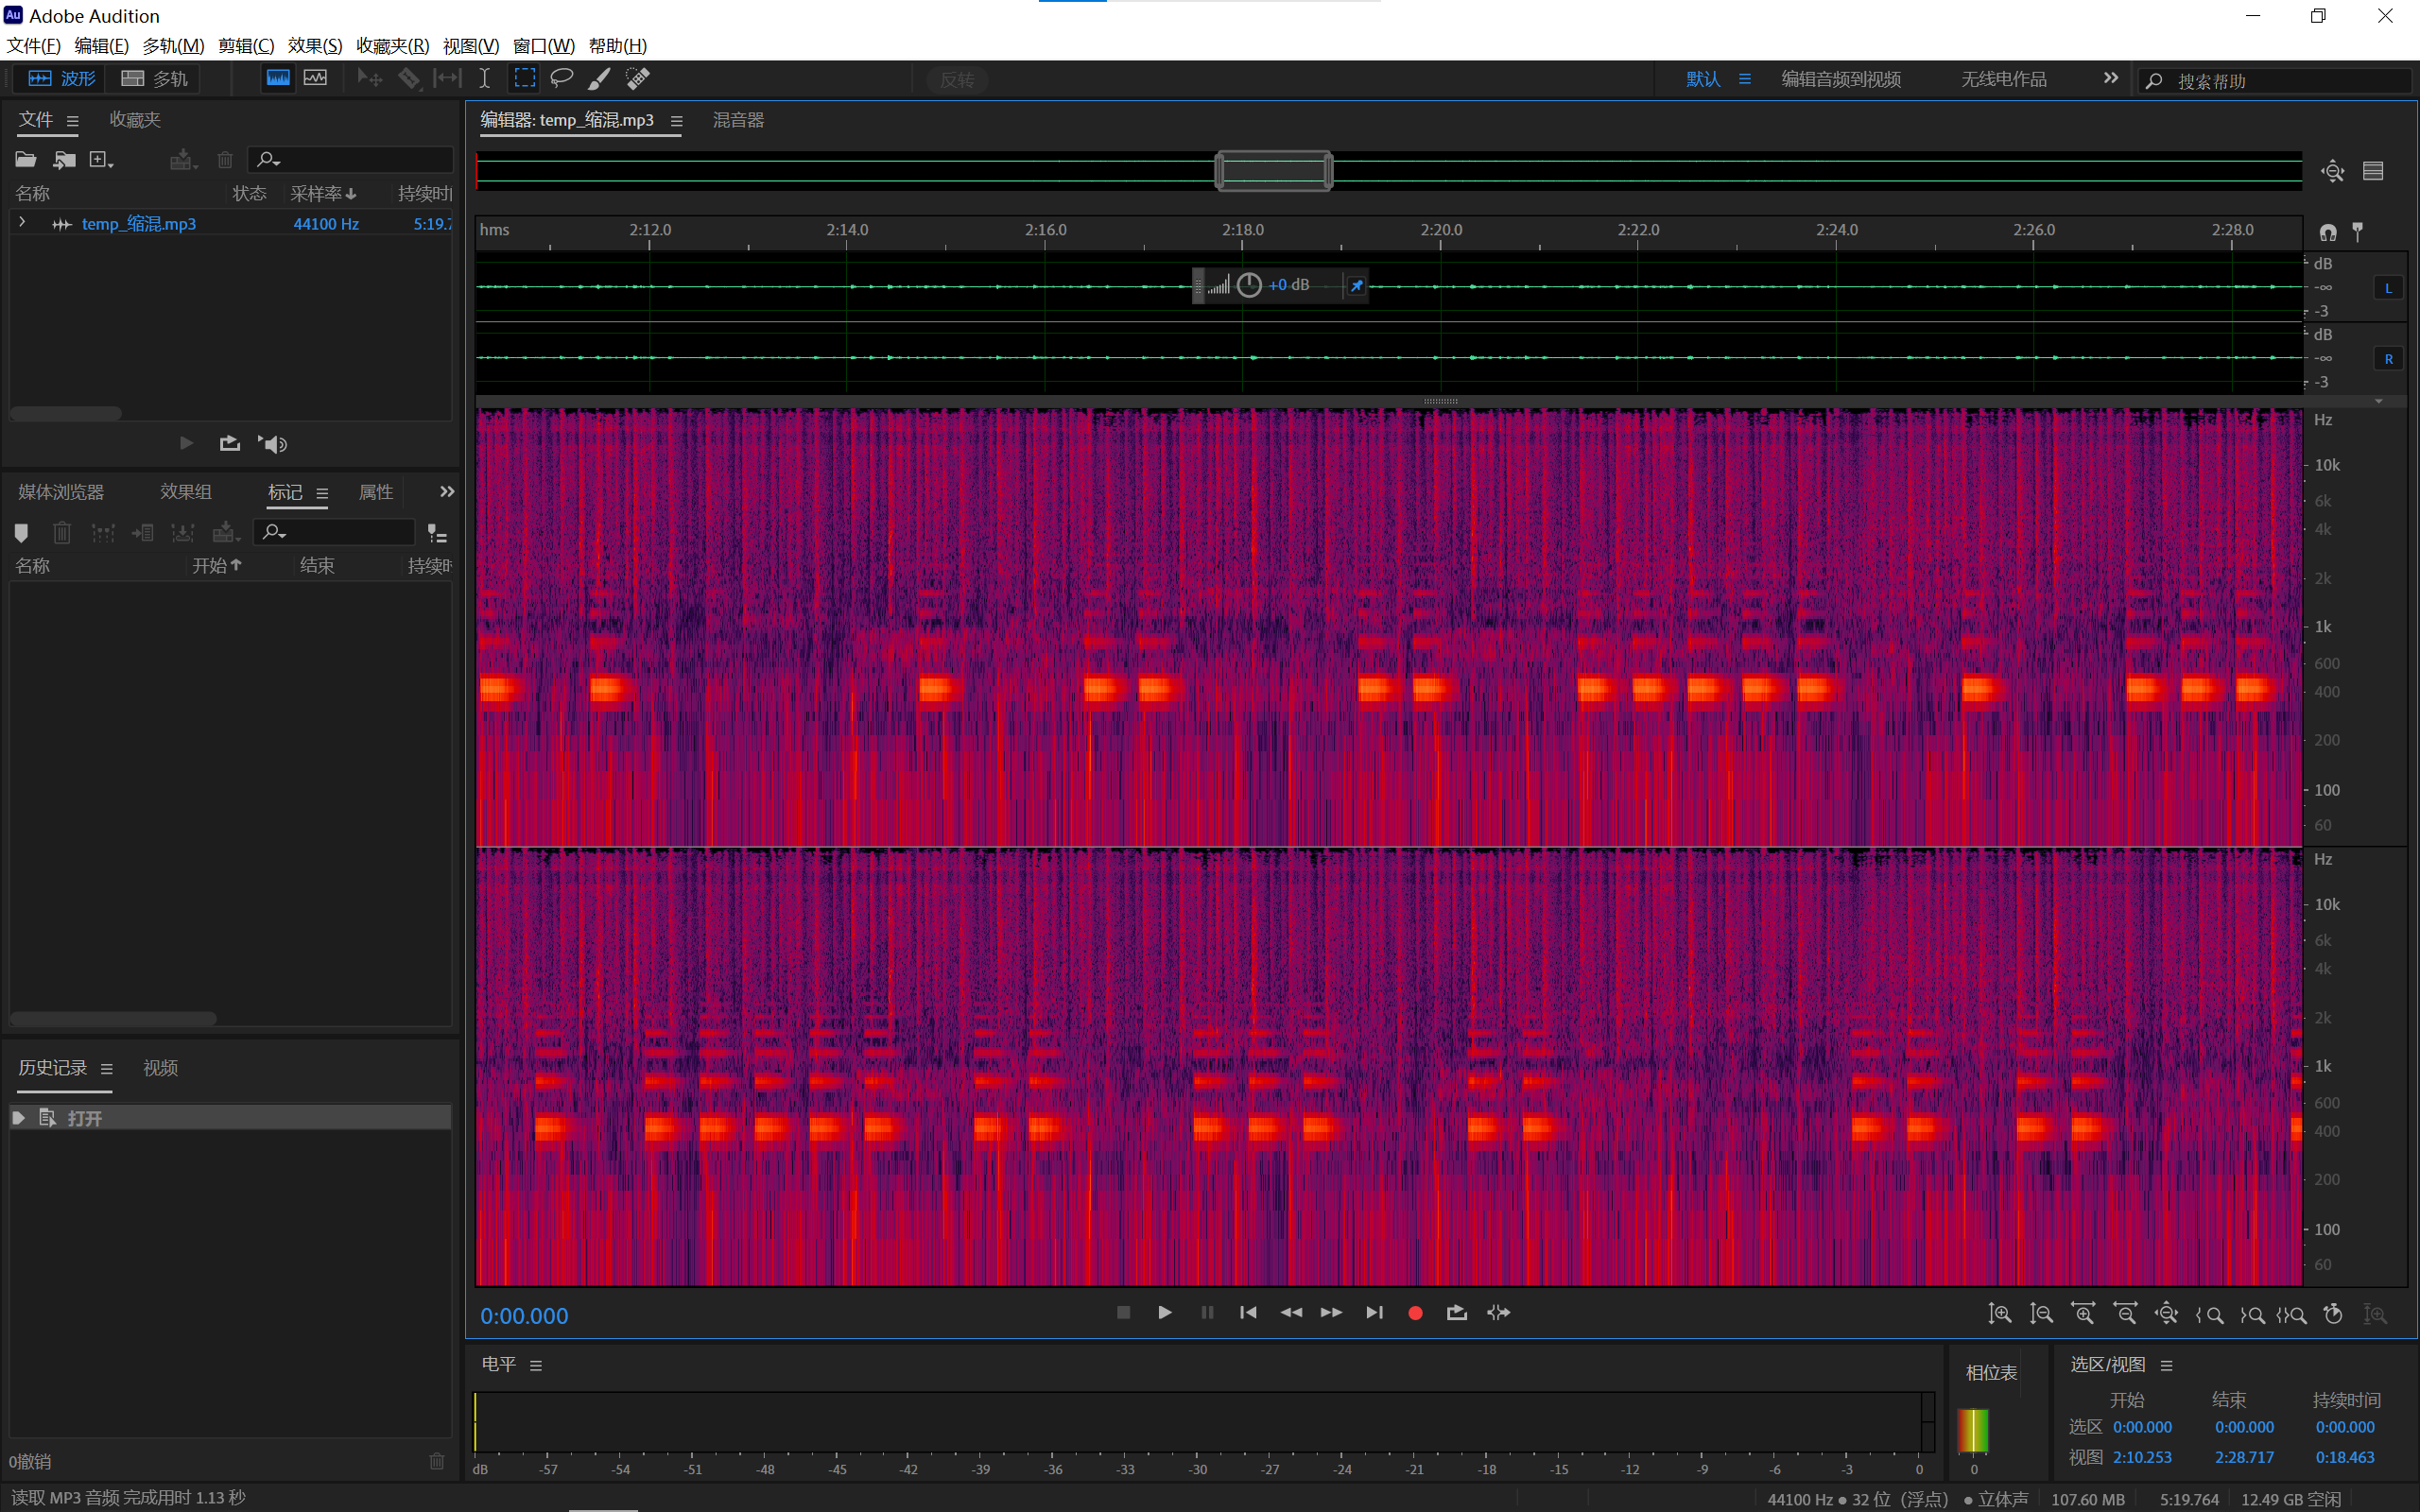 Adobe Audition
文件(F) 编辑(E) 多轨(M) 剪辑(C) 效果(S) 收藏夹(R) 视图(V) 窗口(W) 帮助(H)
波形 多轨 反转 默认 编辑音频到视频 无线电作品 搜索帮助
文件 收藏夹
名称 状态 采样率 持续时
temp_缩混.mp3 44100 Hz 5:19.7
媒体浏览器 效果组 标记 属性
名称 开始 结束 持续时
历史记录 视频
打开
0撤销
编辑器: temp_缩混.mp3 混音器
hms 2:12.0 2:14.0 2:16.0 2:18.0 2:20.0 2:22.0 2:24.0 2:26.0 2:28.0
+0 dB
dB
-∞ L
-3
dB
-∞ R
-3
Hz
10k
6k
4k
2k
1k
600
400
200
100
60
Hz
10k
6k
4k
2k
1k
600
400
200
100
60
0:00.000
电平
dB -57 -54 -51 -48 -45 -42 -39 -36 -33 -30 -27 -24 -21 -18 -15 -12 -9 -6 -3 0
相位表
0
选区/视图
开始 结束 持续时间
选区 0:00.000 0:00.000 0:00.000
视图 2:10.253 2:28.717 0:18.463
读取 MP3 音频 完成用时 1.13 秒
44100 Hz ● 32 位（浮点） ● 立体声 107.60 MB 5:19.764 12.49 GB 空闲